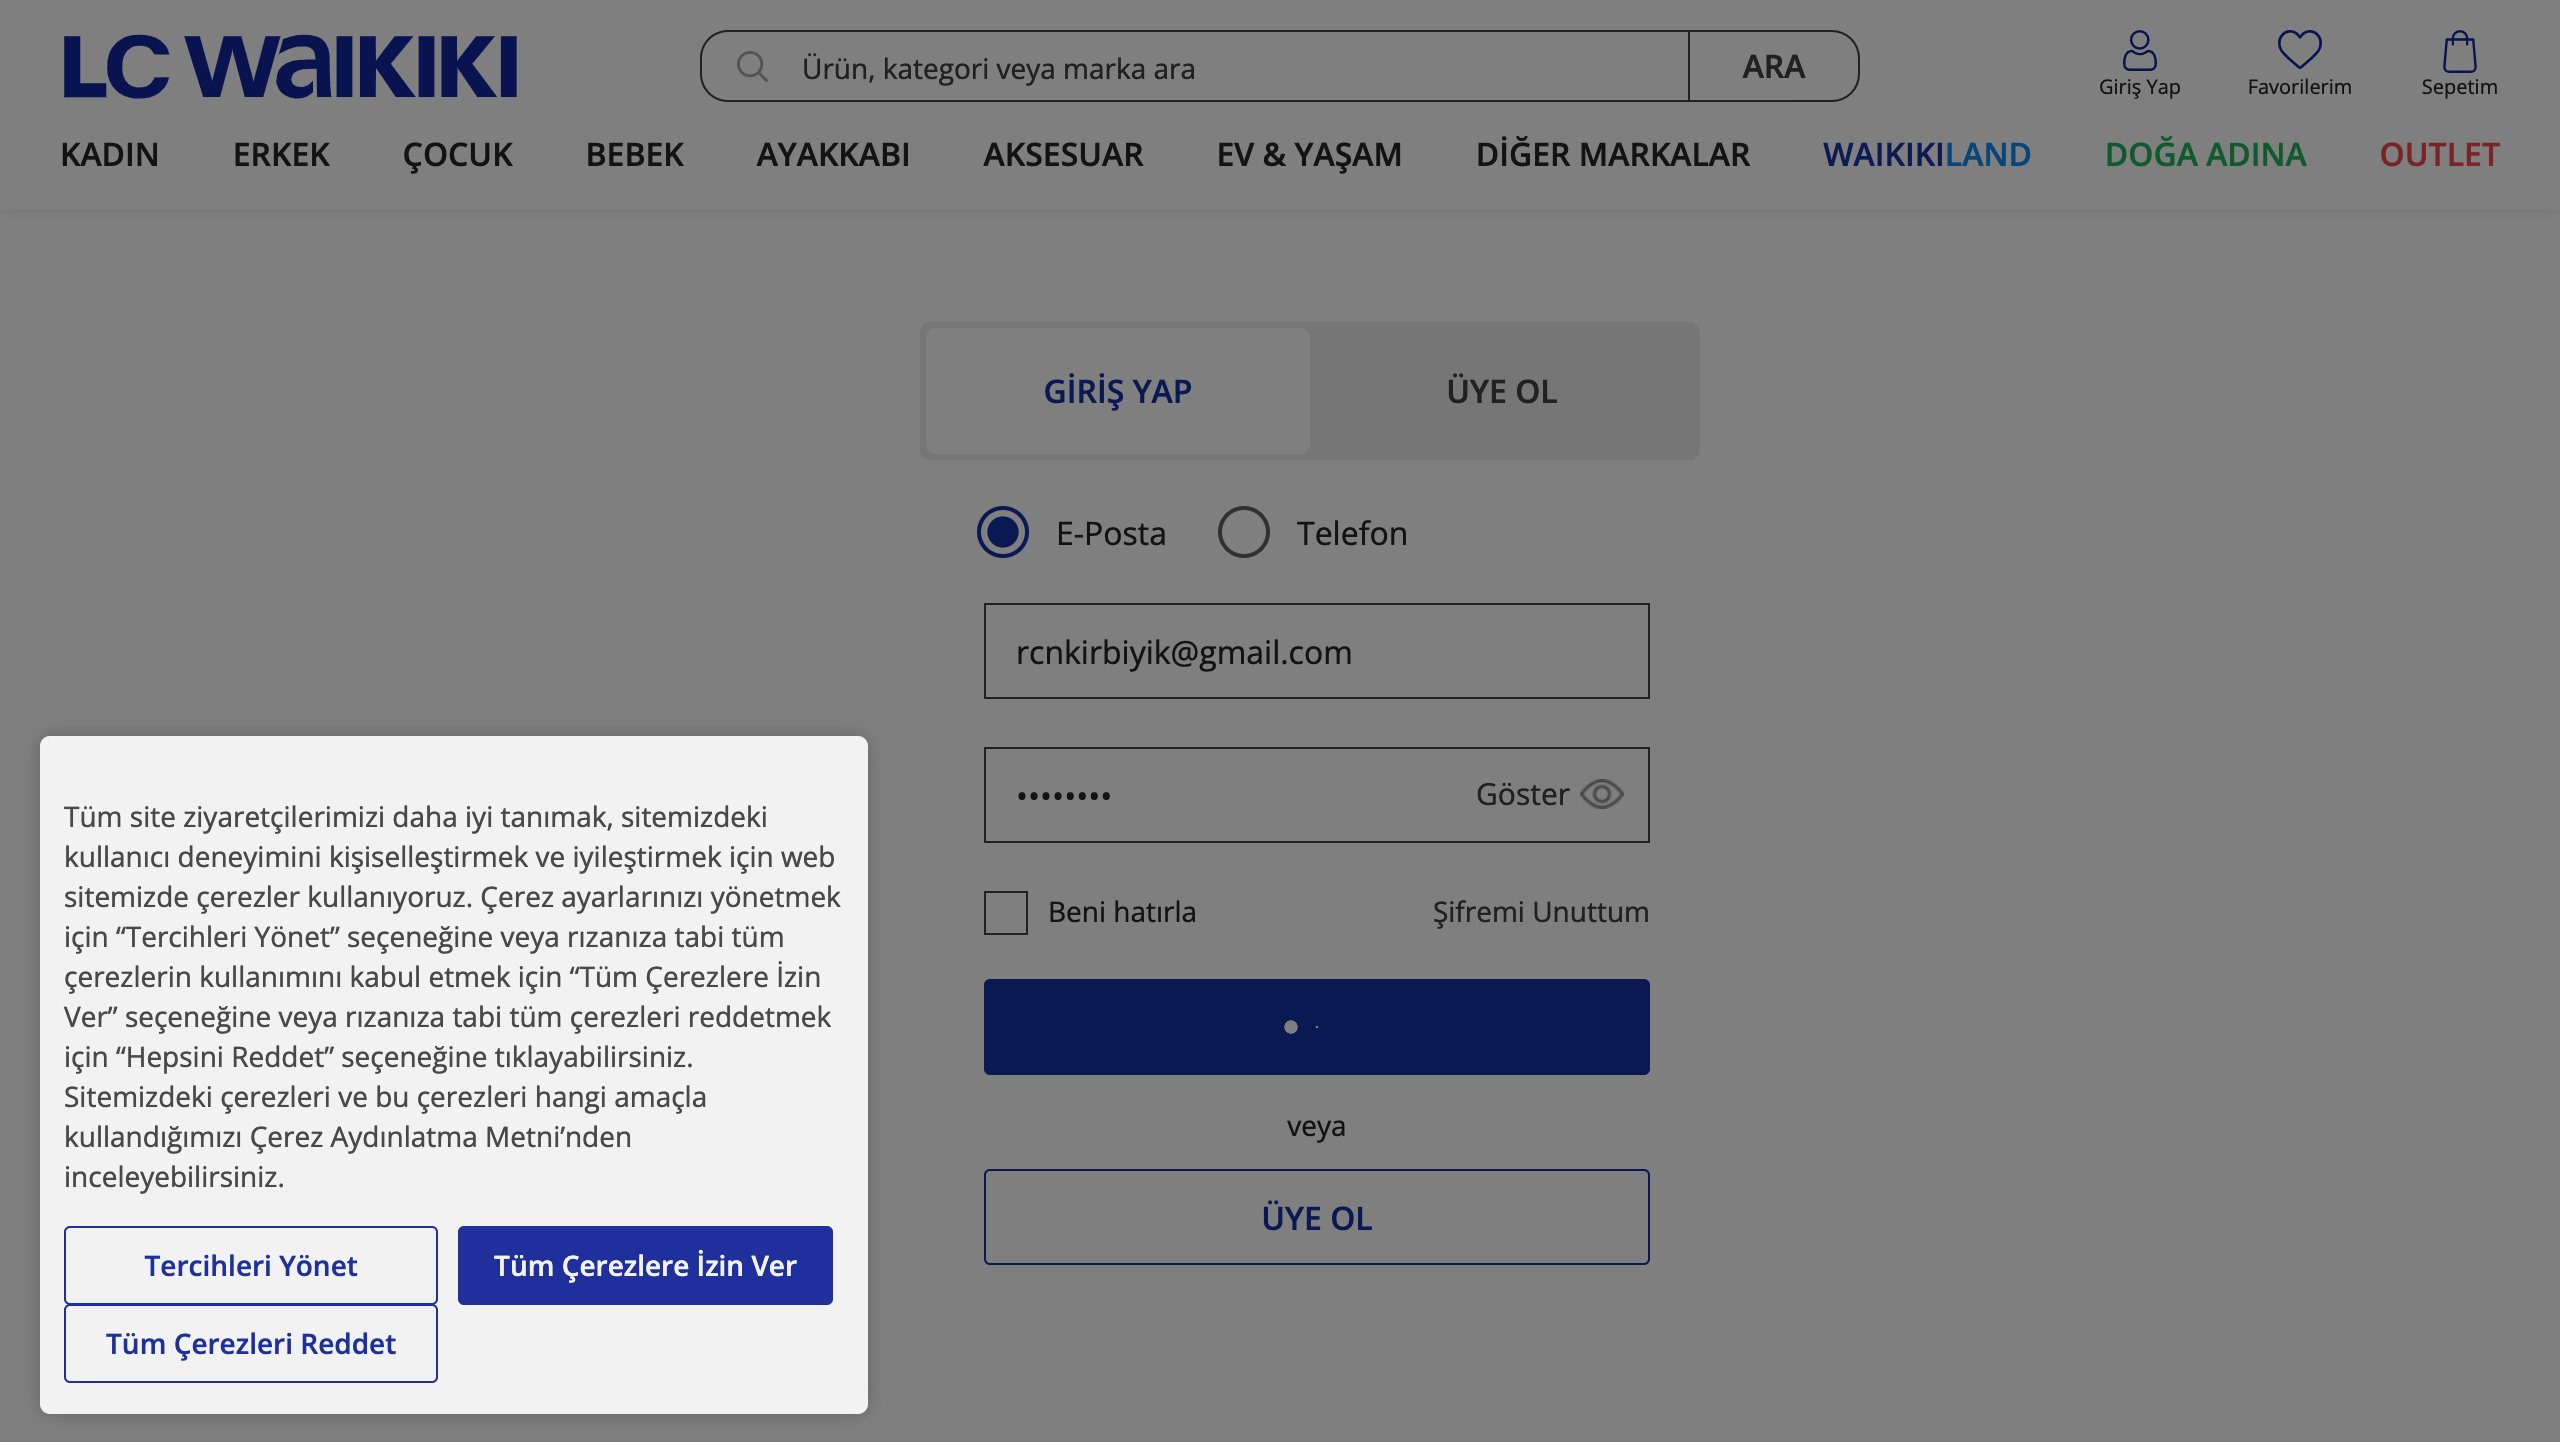 LC WAIKIKI
Ürün, kategori veya marka ara
ARA
Giriş Yap
Favorilerim
Sepetim
KADIN
ERKEK
ÇOCUK
BEBEK
AYAKKABI
AKSESUAR
EV & YAŞAM
DİĞER MARKALAR
WAIKIKILAND
DOĞA ADINA
OUTLET
GİRİŞ YAP
ÜYE OL
E-Posta
Telefon
rcnkirbiyik@gmail.com
••••••••
Göster
Beni hatırla
Şifremi Unuttum
veya
ÜYE OL
Tüm site ziyaretçilerimizi daha iyi tanımak, sitemizdeki
kullanıcı deneyimini kişiselleştirmek ve iyileştirmek için web
sitemizde çerezler kullanıyoruz. Çerez ayarlarınızı yönetmek
için “Tercihleri Yönet” seçeneğine veya rızanıza tabi tüm
çerezlerin kullanımını kabul etmek için “Tüm Çerezlere İzin
Ver” seçeneğine veya rızanıza tabi tüm çerezleri reddetmek
için “Hepsini Reddet” seçeneğine tıklayabilirsiniz.
Sitemizdeki çerezleri ve bu çerezleri hangi amaçla
kullandığımızı Çerez Aydınlatma Metni’nden
inceleyebilirsiniz.
Tercihleri Yönet
Tüm Çerezlere İzin Ver
Tüm Çerezleri Reddet